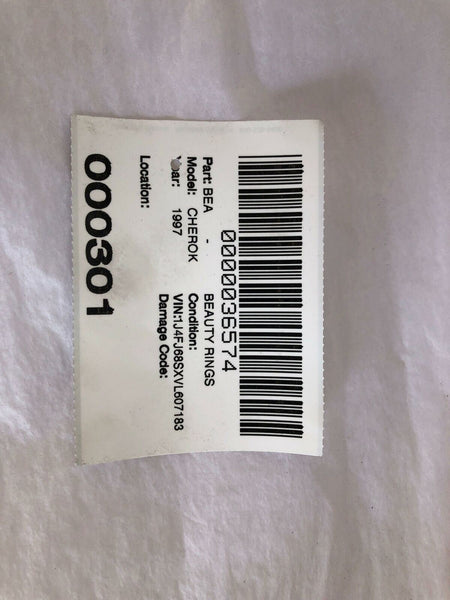 0000036574
Part: BEA - BEAUTY RINGS
Model: CHEROK Condition:
Year: 1997 VIN:1J4FJ68SXVL607183
Damage Code:
Location:
000301